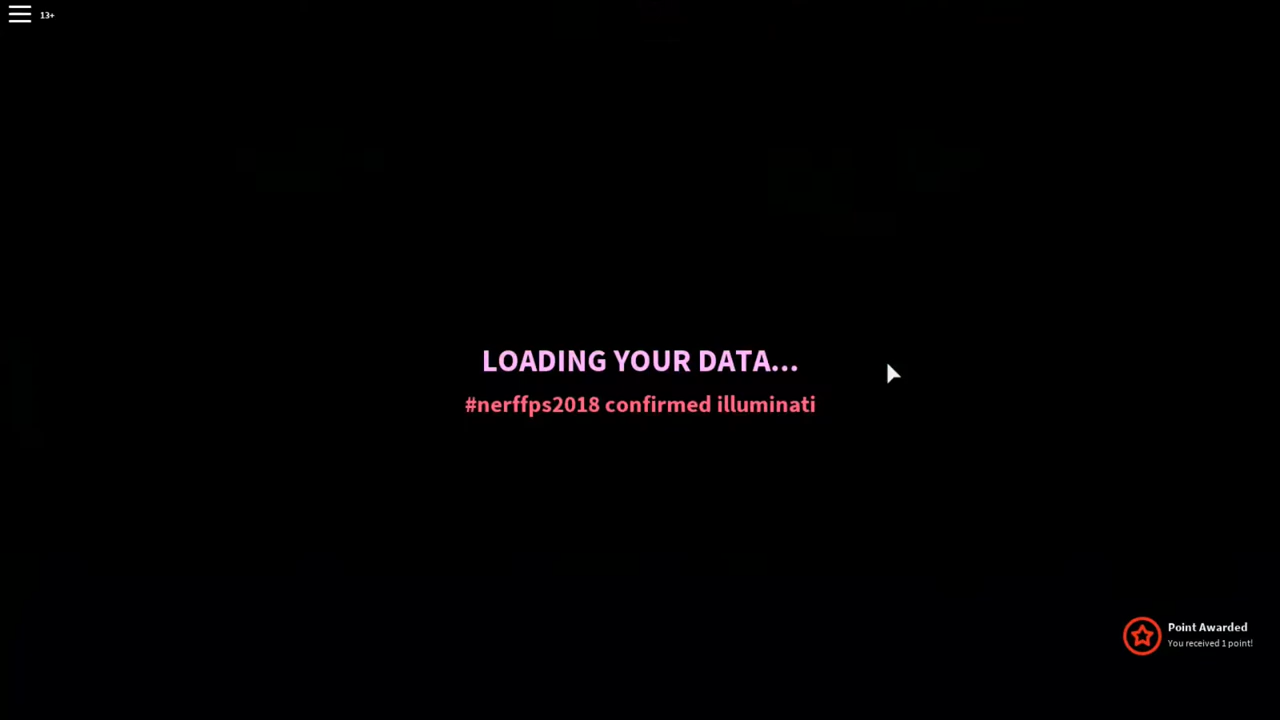 13+
LOADING YOUR DATA...
#nerffps2018 confirmed illuminati
Point Awarded
You received 1 point!